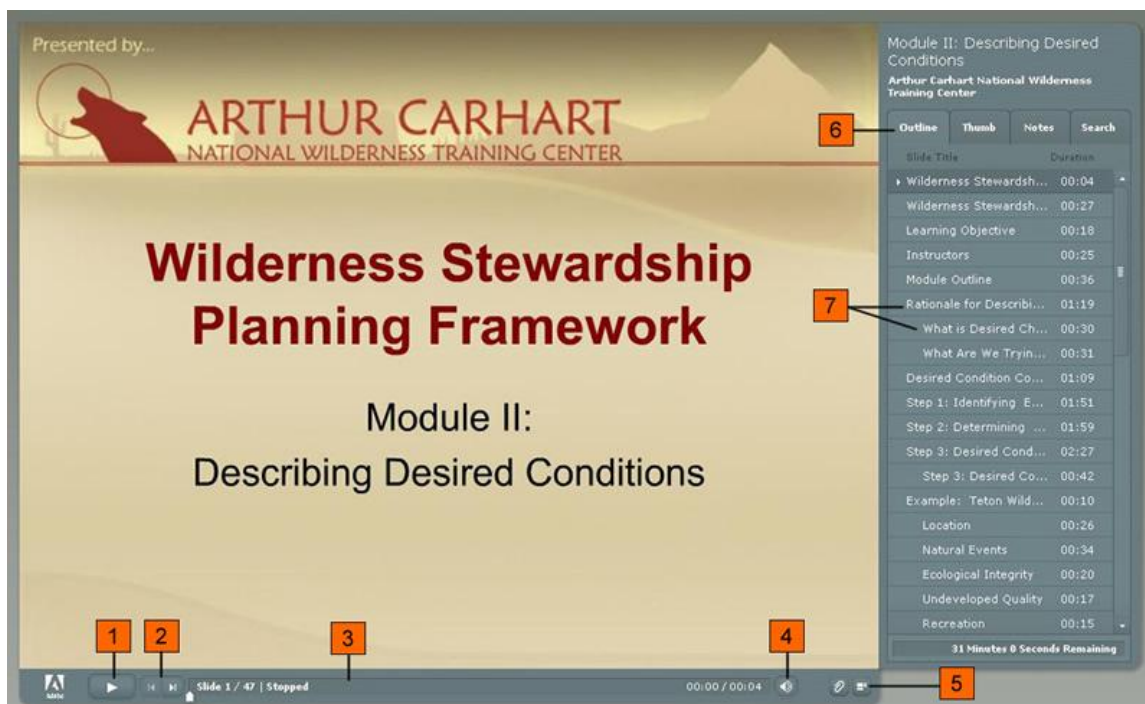 Presented by...
ARTHUR CARHART
NATIONAL WILDERNESS TRAINING CENTER
Wilderness Stewardship
Planning Framework
Module II:
Describing Desired Conditions
1
2
3
4
5
Slide 1 / 47 | Stopped
00:00 / 00:04
Module II: Describing Desired
Conditions
Arthur Carhart National Wilderness
Training Center
6
Outline Thumb Notes Search
Slide Title Duration
Wilderness Stewardsh... 00:04
Wilderness Stewardsh... 00:27
Learning Objective 00:18
Instructors 00:25
Module Outline 00:36
7
Rationale for Describi... 01:19
What is Desired Ch... 00:30
What Are We Tryin... 00:31
Desired Condition Co... 01:09
Step 1: Identifying E... 01:51
Step 2: Determining ... 01:59
Step 3: Desired Cond... 02:27
Step 3: Desired Co... 00:42
Example: Teton Wild... 00:10
Location 00:26
Natural Events 00:34
Ecological Integrity 00:20
Undeveloped Quality 00:17
Recreation 00:15
31 Minutes 0 Seconds Remaining